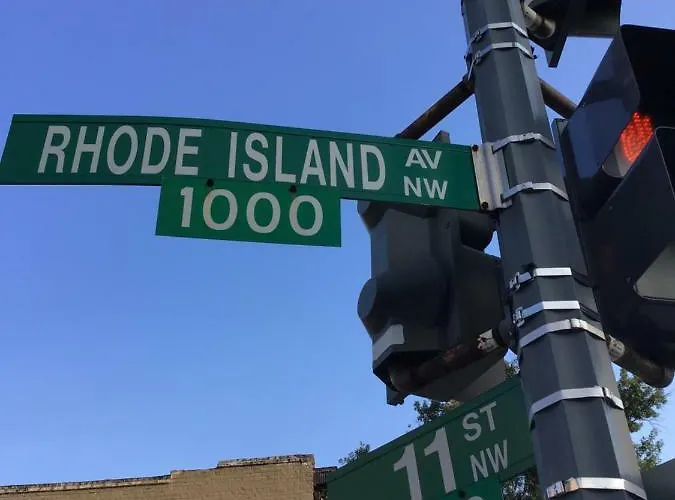 RHODE ISLAND AV NW
1000
11 ST NW